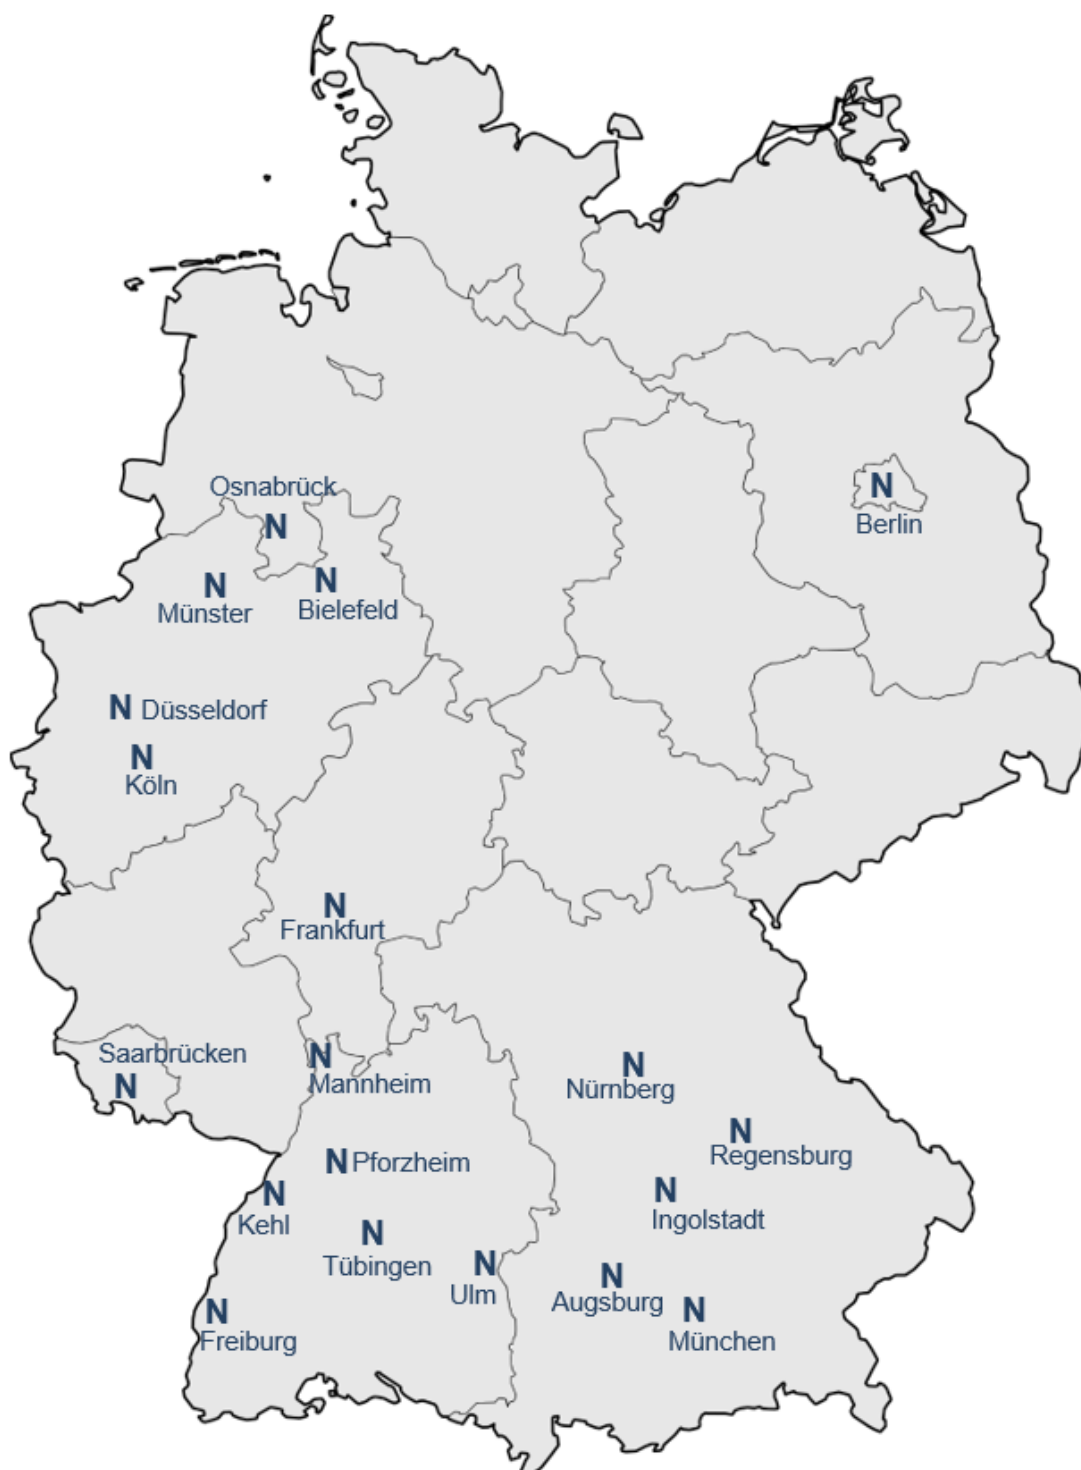 Osnabrück
N
N
Berlin
N
Münster
N
Bielefeld
N Düsseldorf
N
Köln
N
Frankfurt
Saarbrücken
N
N
Mannheim
N
Nürnberg
N
Regensburg
N Pforzheim
N
Kehl
N
Ingolstadt
N
Tübingen
N
Ulm
N
Augsburg
N
München
N
Freiburg